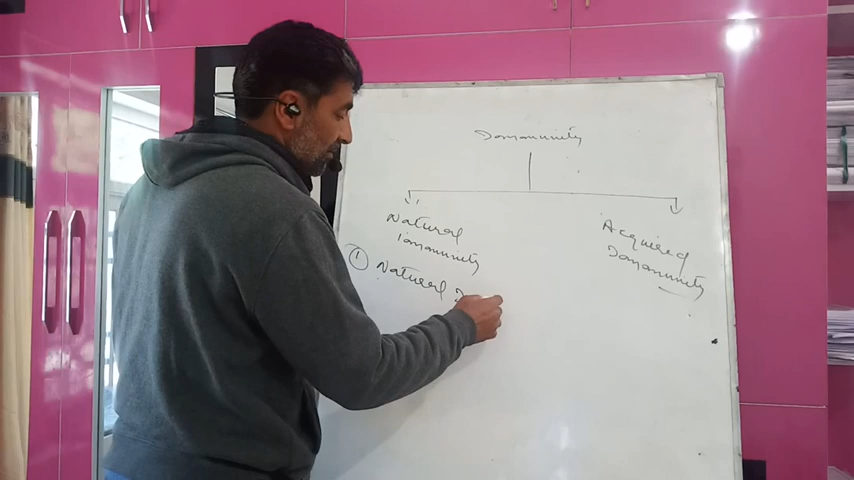 Immunity
Natural
immunity
Acquired
Immunity
① Natural I